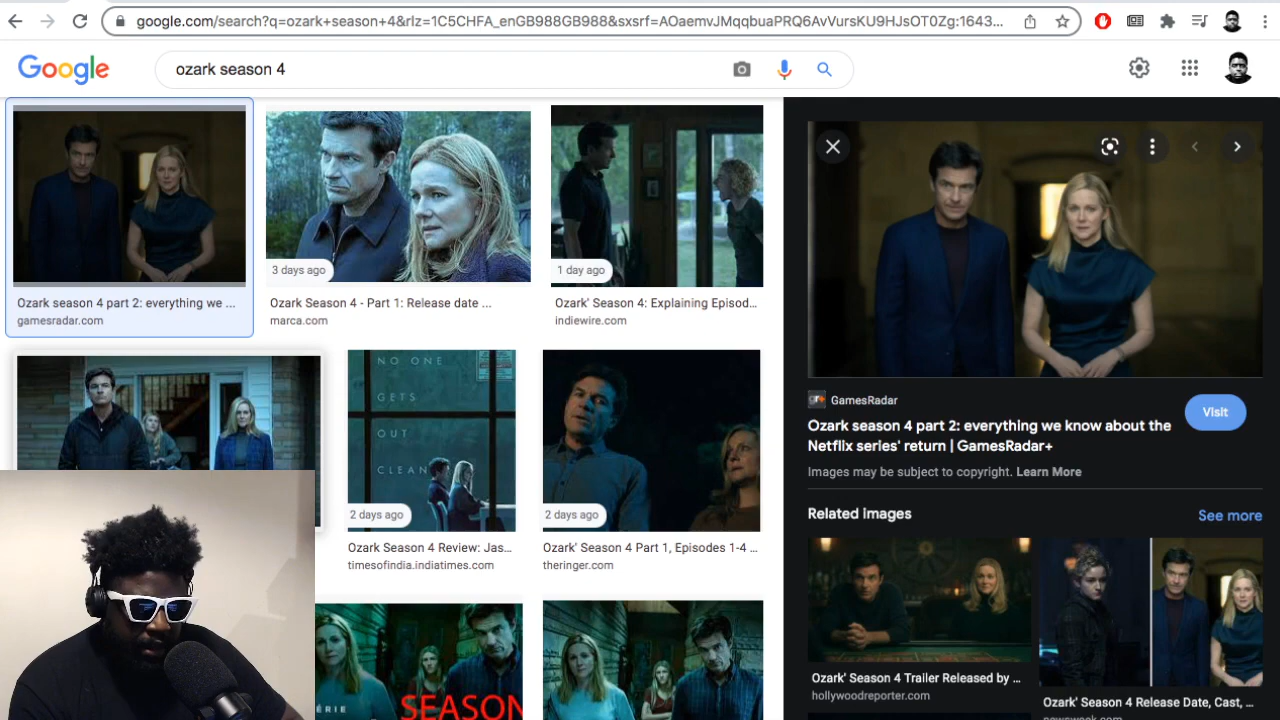 google.com/search?q=ozark+season+4&rlz=1C5CHFA_enGB988GB988&sxsrf=AOaemvJMqqbuaPRQ6AvVursKU9HJsOT0Zg:1643...
Google
ozark season 4
3 days ago
1 day ago
Ozark season 4 part 2: everything we ...
gamesradar.com
Ozark Season 4 - Part 1: Release date ...
marca.com
Ozark' Season 4: Explaining Episod...
indiewire.com
NO ONE
GETS
OUT
CLEAN
2 days ago
2 days ago
Ozark Season 4 Review: Jas...
timesofindia.indiatimes.com
Ozark' Season 4 Part 1, Episodes 1-4 ...
theringer.com
ÉRIE
SEASON
GamesRadar
Visit
Ozark season 4 part 2: everything we know about the
Netflix series' return | GamesRadar+
Images may be subject to copyright. Learn More
Related Images
See more
Ozark' Season 4 Trailer Released by ...
hollywoodreporter.com
Ozark' Season 4 Release Date, Cast, ...
newsweek.com